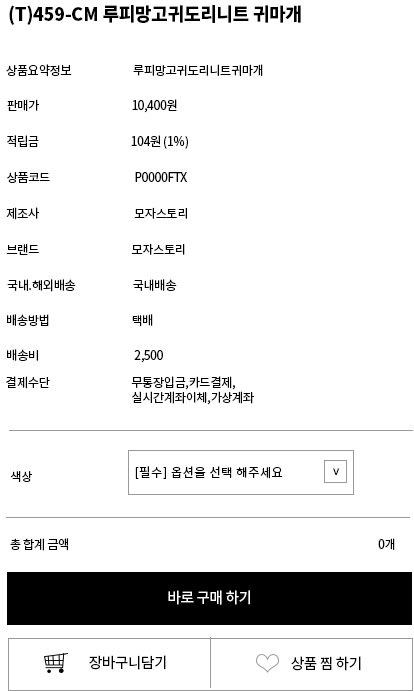 (T)459-CM 루피망고귀도리니트 귀마개
상품요약정보 루피망고귀도리니트귀마개
판매가 10,400원
적립금 104원 (1%)
상품코드 P0000FTX
제조사 모자스토리
브랜드 모자스토리
국내.해외배송 국내배송
배송방법 택배
배송비 2,500
결제수단 무통장입금,카드결제,
실시간계좌이체,가상계좌
색상 [필수] 옵션을 선택 해주세요 v
총 합계 금액 0개
바로 구매 하기
장바구니담기 상품 찜 하기